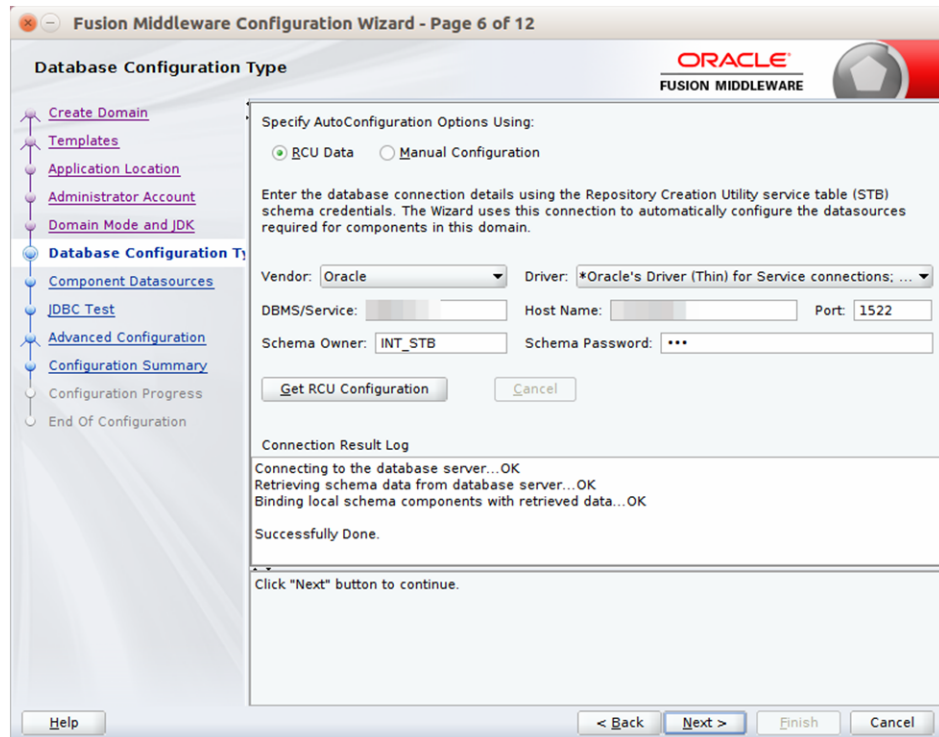 Fusion Middleware Configuration Wizard - Page 6 of 12
Database Configuration Type
ORACLE
FUSION MIDDLEWARE
Create Domain
Templates
Application Location
Administrator Account
Domain Mode and JDK
Database Configuration Ty
Component Datasources
JDBC Test
Advanced Configuration
Configuration Summary
Configuration Progress
End Of Configuration
Specify AutoConfiguration Options Using:
RCU Data Manual Configuration
Enter the database connection details using the Repository Creation Utility service table (STB)
schema credentials. The Wizard uses this connection to automatically configure the datasources
required for components in this domain.
Vendor: Oracle Driver: *Oracle's Driver (Thin) for Service connections; ...
DBMS/Service: Host Name: Port: 1522
Schema Owner: INT_STB Schema Password: •••
Get RCU Configuration Cancel
Connection Result Log
Connecting to the database server...OK
Retrieving schema data from database server...OK
Binding local schema components with retrieved data...OK
Successfully Done.
Click "Next" button to continue.
Help < Back Next > Finish Cancel